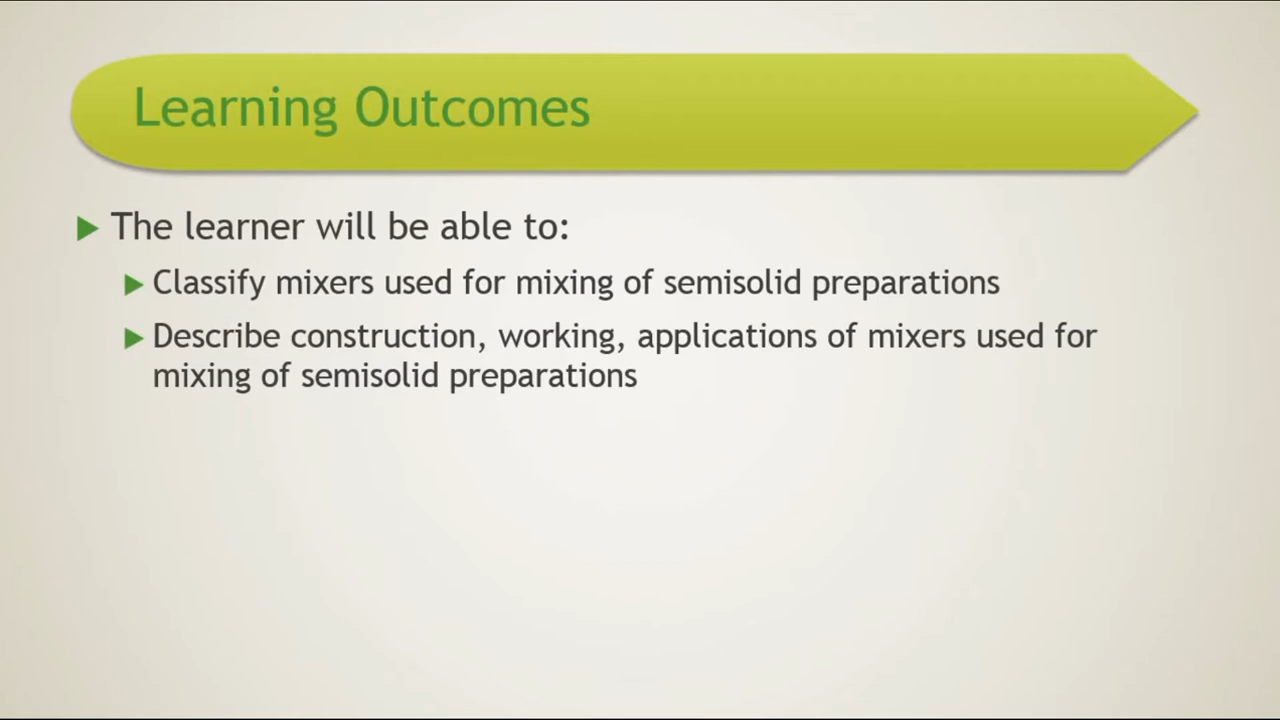 Learning Outcomes
The learner will be able to:
Classify mixers used for mixing of semisolid preparations
Describe construction, working, applications of mixers used for
mixing of semisolid preparations